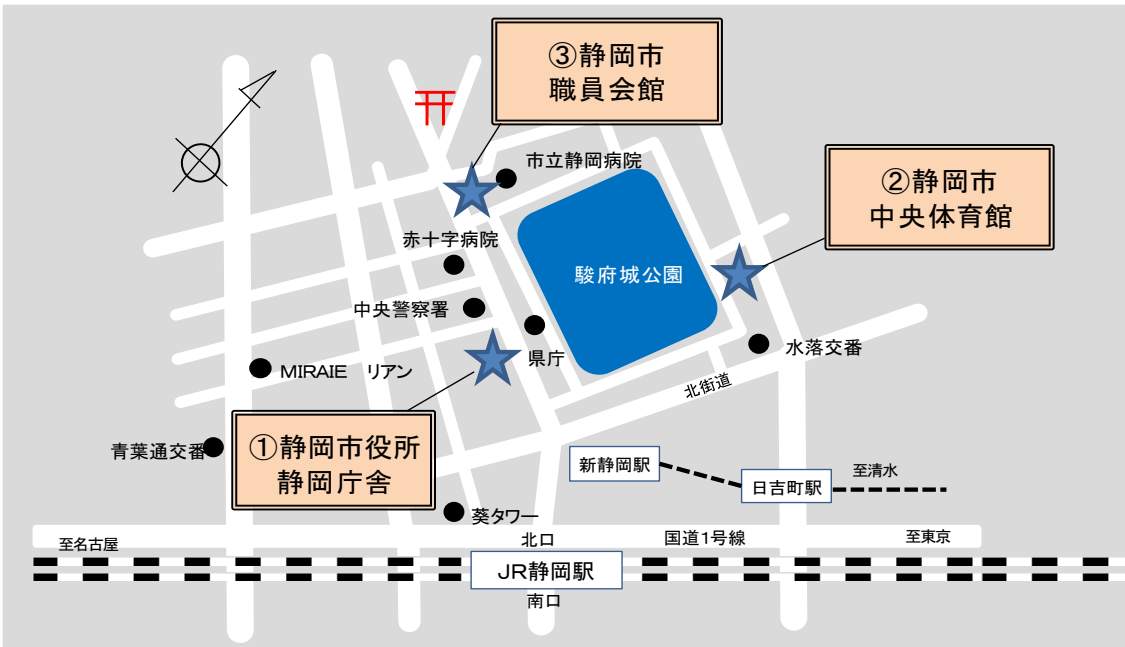 ③静岡市
職員会館
市立静岡病院
②静岡市
中央体育館
赤十字病院
駿府城公園
中央警察署
県庁
水落交番
MIRAIE リアン
北街道
①静岡市役所
静岡庁舎
青葉通交番
新静岡駅
日吉町駅
至清水
葵タワー
至名古屋
北口
国道1号線
至東京
JR静岡駅
南口